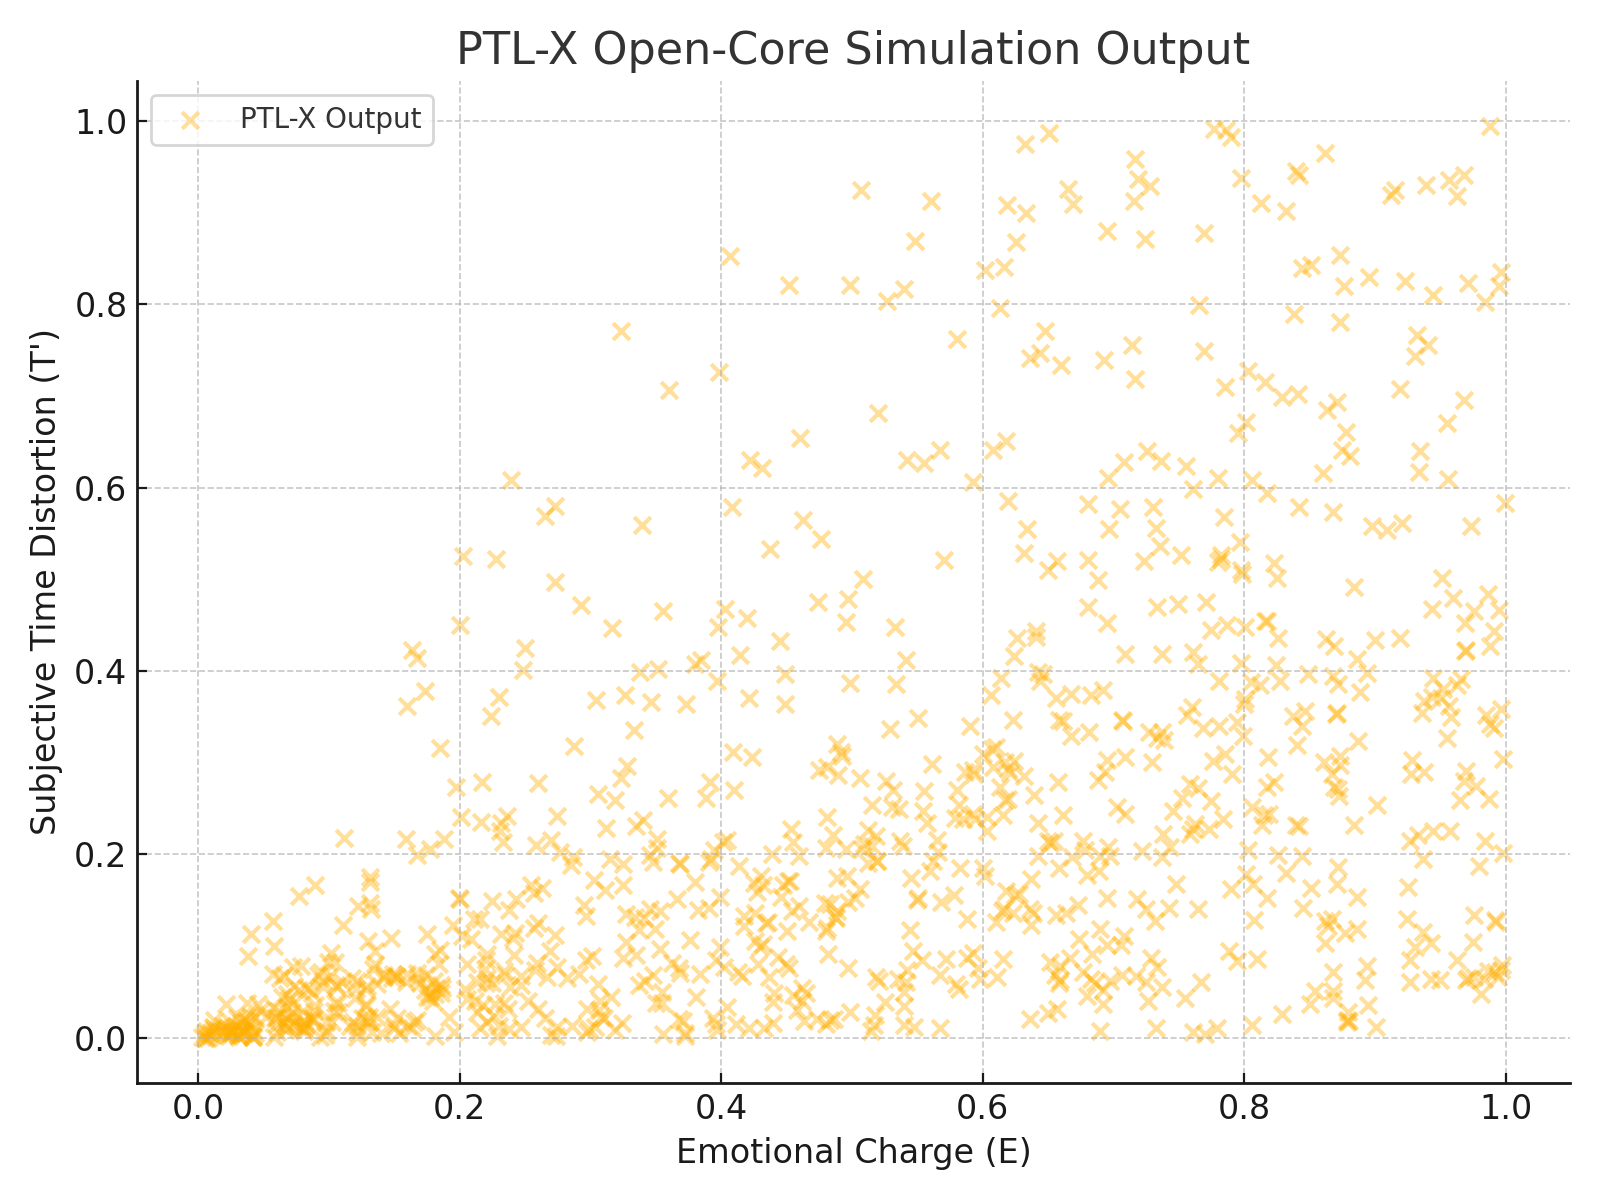 PTL-X Open-Core Simulation Output
PTL-X Output
Subjective Time Distortion (T')
1.0
0.8
0.6
0.4
0.2
0.0
0.0 0.2 0.4 0.6 0.8 1.0
Emotional Charge (E)